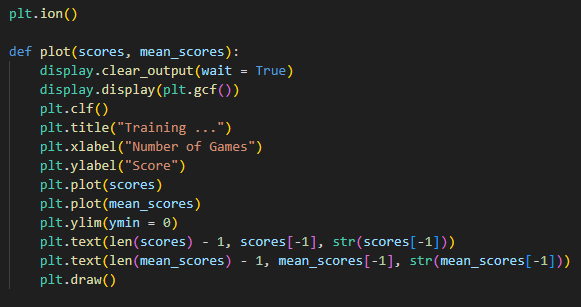 plt.ion()

def plot(scores, mean_scores):
    display.clear_output(wait = True)
    display.display(plt.gcf())
    plt.clf()
    plt.title("Training ...")
    plt.xlabel("Number of Games")
    plt.ylabel("Score")
    plt.plot(scores)
    plt.plot(mean_scores)
    plt.ylim(ymin = 0)
    plt.text(len(scores) - 1, scores[-1], str(scores[-1]))
    plt.text(len(mean_scores) - 1, mean_scores[-1], str(mean_scores[-1]))
    plt.draw()